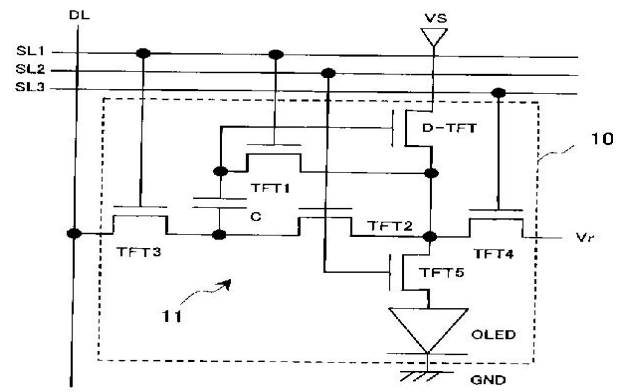 DL
VS
SL1
SL2
SL3
D-TFT
10
TFT1
C
TFT2
TFT3
TFT4
Vr
TFT5
11
OLED
GND